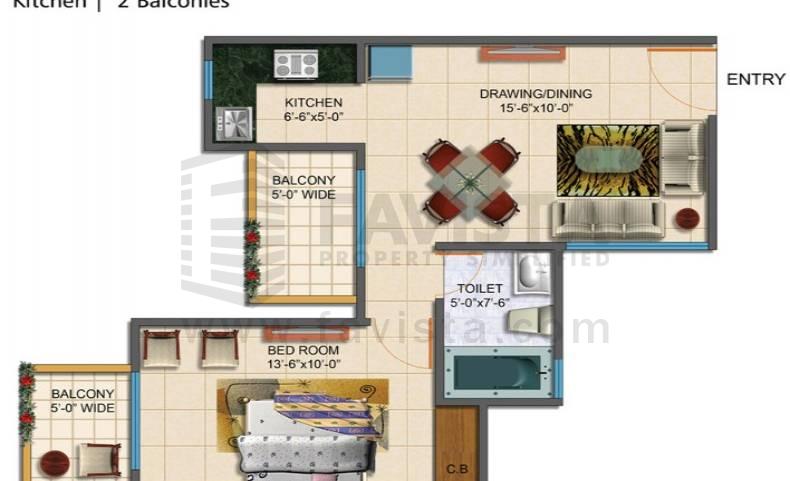 Kitchen | 2 Balconies
ENTRY
DRAWING/DINING
15'-6"x10'-0"
KITCHEN
6'-6"x5'-0"
BALCONY
5'-0" WIDE
FAVISTA
PROPERTY SIMPLIFIED
TOILET
5'-0"x7'-6"
www.favista.com
BED ROOM
13'-6"x10'-0"
BALCONY
5'-0" WIDE
C.B